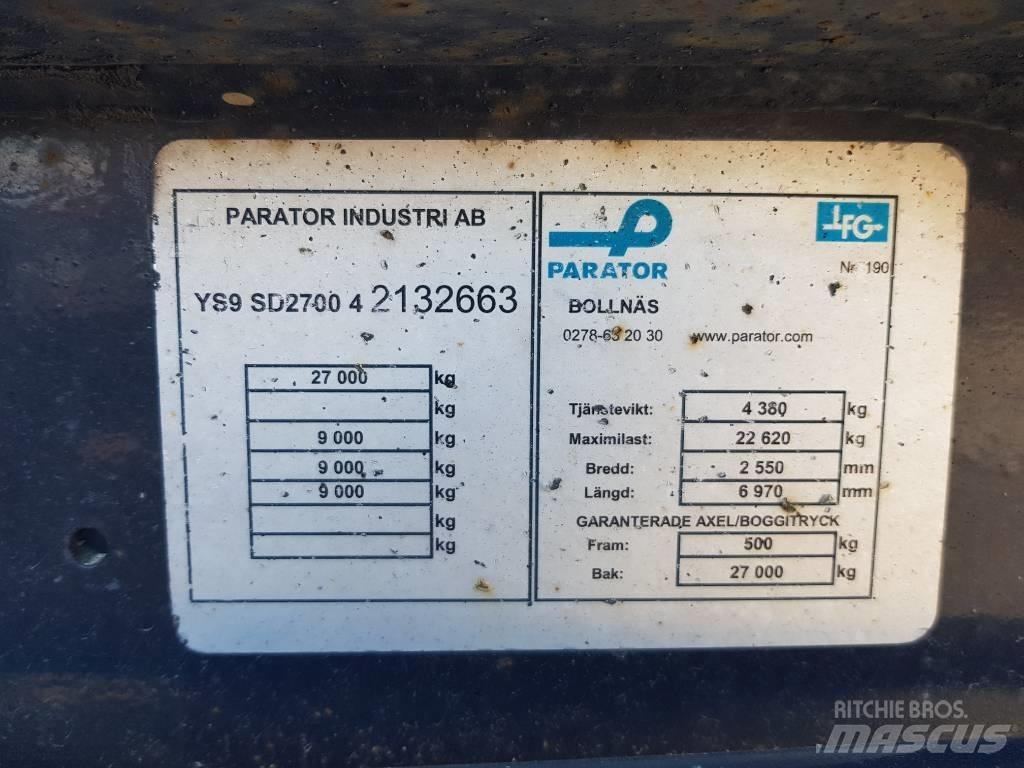 PARATOR INDUSTRI AB
YS9 SD2700 4 2132663
27 000 kg
kg
9 000 kg
9 000 kg
9 000 kg
kg
kg
PARATOR
LFG
Nr 190
BOLLNÄS
0278-63 20 30 www.parator.com
Tjänstevikt: 4 380 kg
Maximilast: 22 620 kg
Bredd: 2 550 mm
Längd: 6 970 mm
GARANTERADE AXEL/BOGGITRYCK
Fram: 500 kg
Bak: 27 000 kg
RITCHIE BROS.
MASCUS